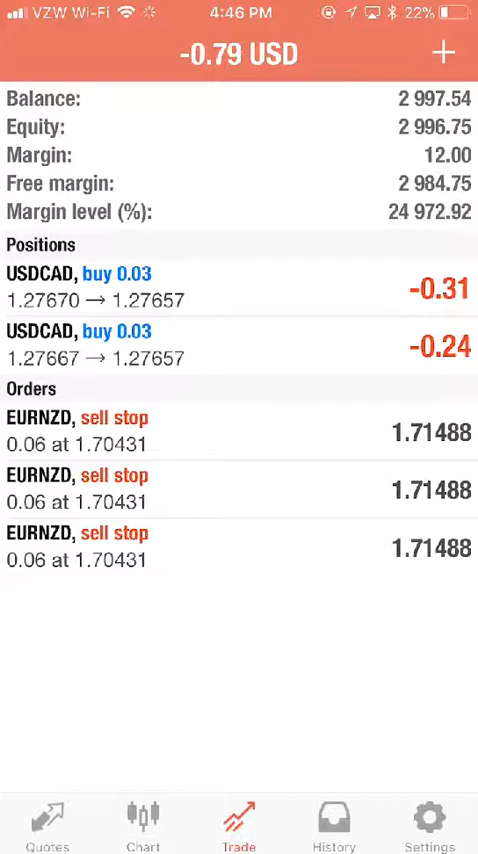 VZW Wi-Fi 4:46 PM 22%
-0.79 USD +
Balance: 2 997.54
Equity: 2 996.75
Margin: 12.00
Free margin: 2 984.75
Margin level (%): 24 972.92
Positions
USDCAD, buy 0.03 -0.31
1.27670 → 1.27657
USDCAD, buy 0.03 -0.24
1.27667 → 1.27657
Orders
EURNZD, sell stop 1.71488
0.06 at 1.70431
EURNZD, sell stop 1.71488
0.06 at 1.70431
EURNZD, sell stop 1.71488
0.06 at 1.70431
Quotes Chart Trade History Settings